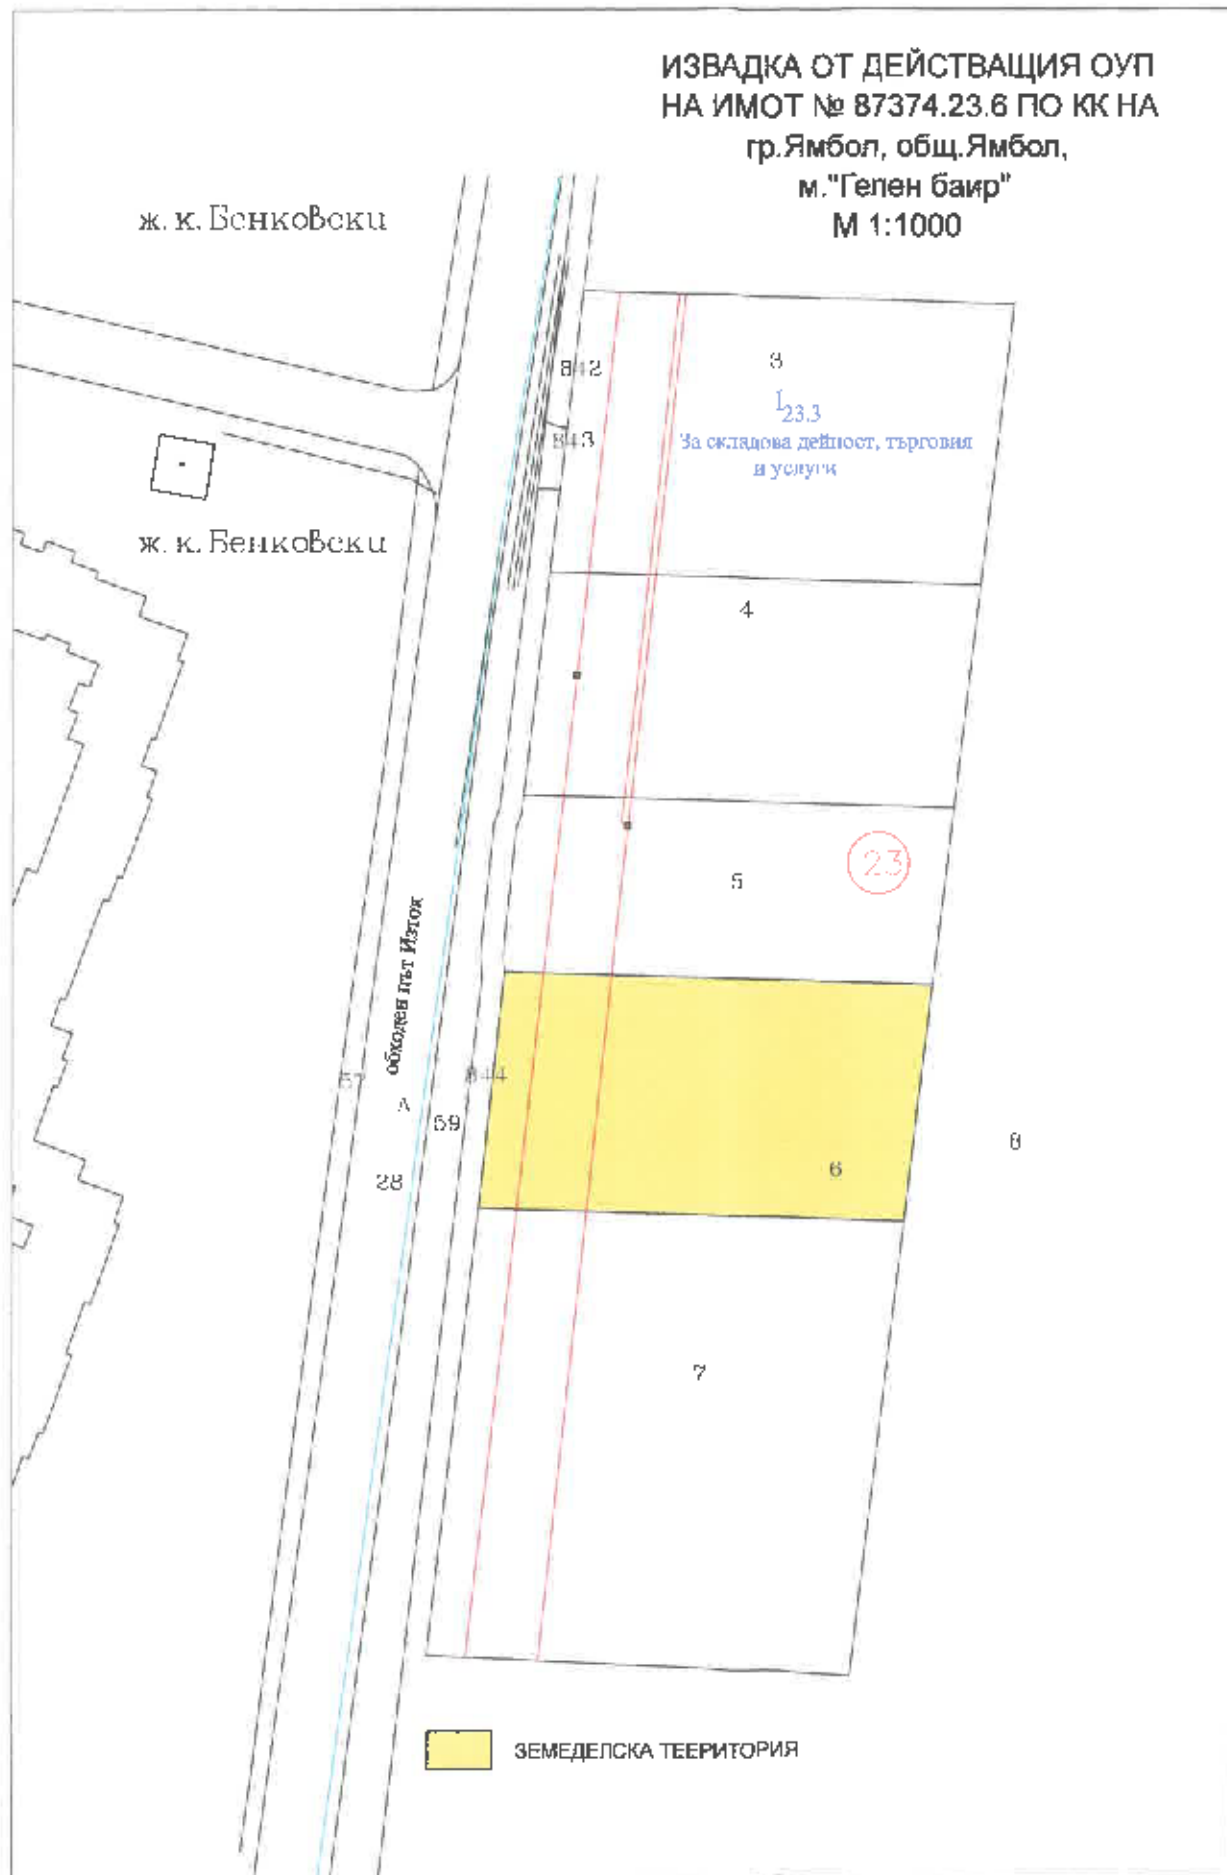 ИЗВАДКА ОТ ДЕЙСТВАЩИЯ ОУП
НА ИМОТ № 87374.23.6 ПО КК НА
гр.Ямбол, общ.Ямбол,
м."Гелен баир"
М 1:1000
ж. к. Бенковски
842
3
I23.3
843
За складова дейност, търговия
и услуги
ж. к. Бенковски
4
23
5
обходен път Изток
57
844
А
59
6
8
28
7
ЗЕМЕДЕЛСКА ТЕЕРИТОРИЯ